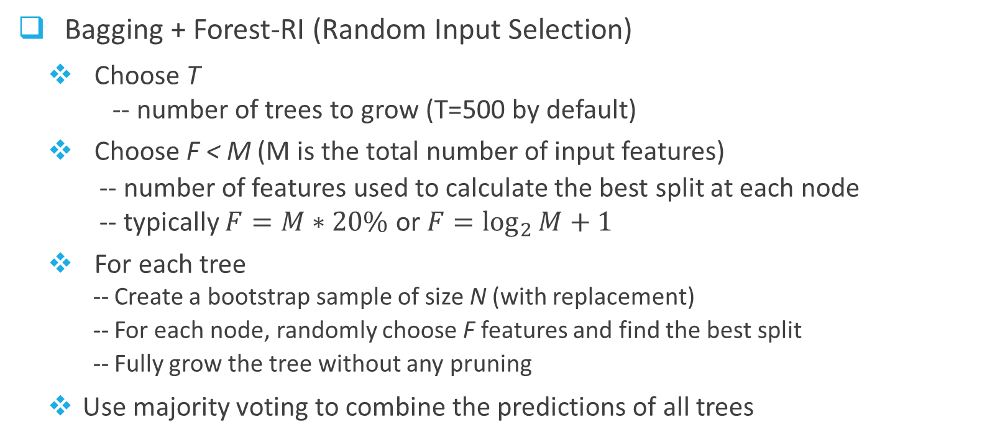 Bagging + Forest-RI (Random Input Selection)
Choose T
-- number of trees to grow (T=500 by default)
Choose F < M (M is the total number of input features)
-- number of features used to calculate the best split at each node
-- typically F = M ∗ 20% or F = log₂ M + 1
For each tree
-- Create a bootstrap sample of size N (with replacement)
-- For each node, randomly choose F features and find the best split
-- Fully grow the tree without any pruning
Use majority voting to combine the predictions of all trees